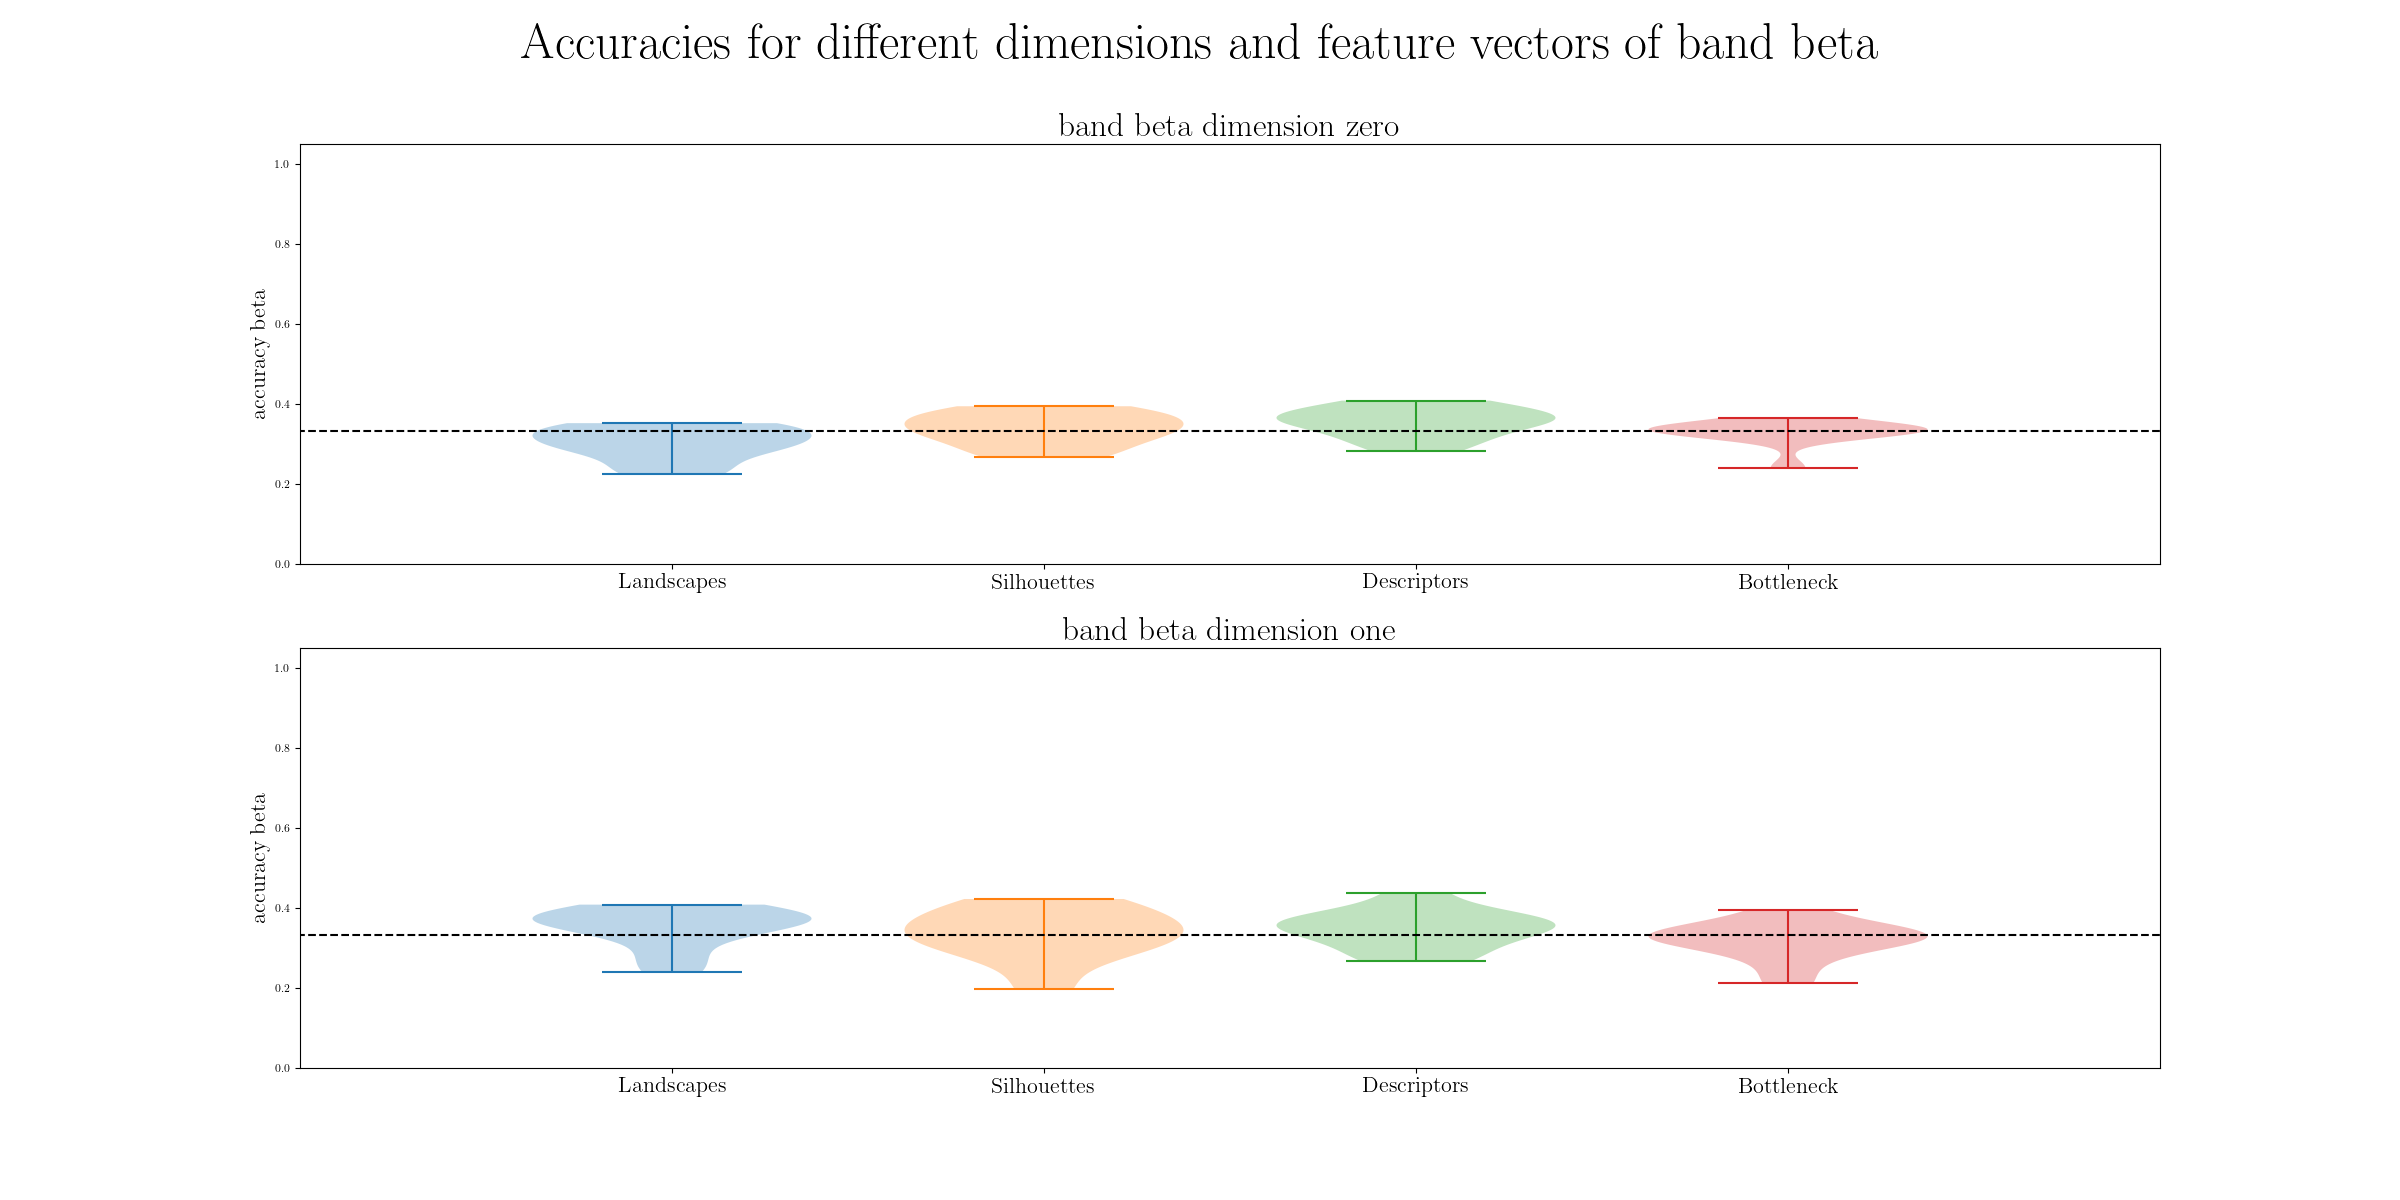 Accuracies for different dimensions and feature vectors of band beta
band beta dimension zero
accuracy beta
1.0
0.8
0.6
0.4
0.2
0.0
Landscapes Silhouettes Descriptors Bottleneck
band beta dimension one
accuracy beta
1.0
0.8
0.6
0.4
0.2
0.0
Landscapes Silhouettes Descriptors Bottleneck